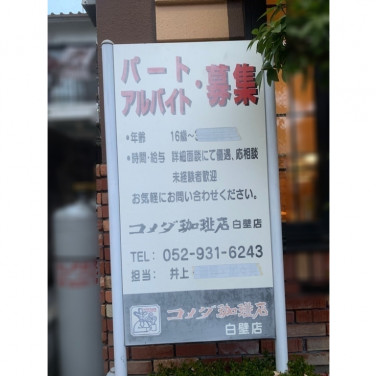 パート・
アルバイト
募集
•年齢 16歳～
•時間・給与 詳細面談にて優遇、応相談
未経験者歓迎
お気軽にお問い合わせください。
コメダ珈琲店 白壁店
TEL: 052-931-6243
担当: 井上
コメダ珈琲店
白壁店